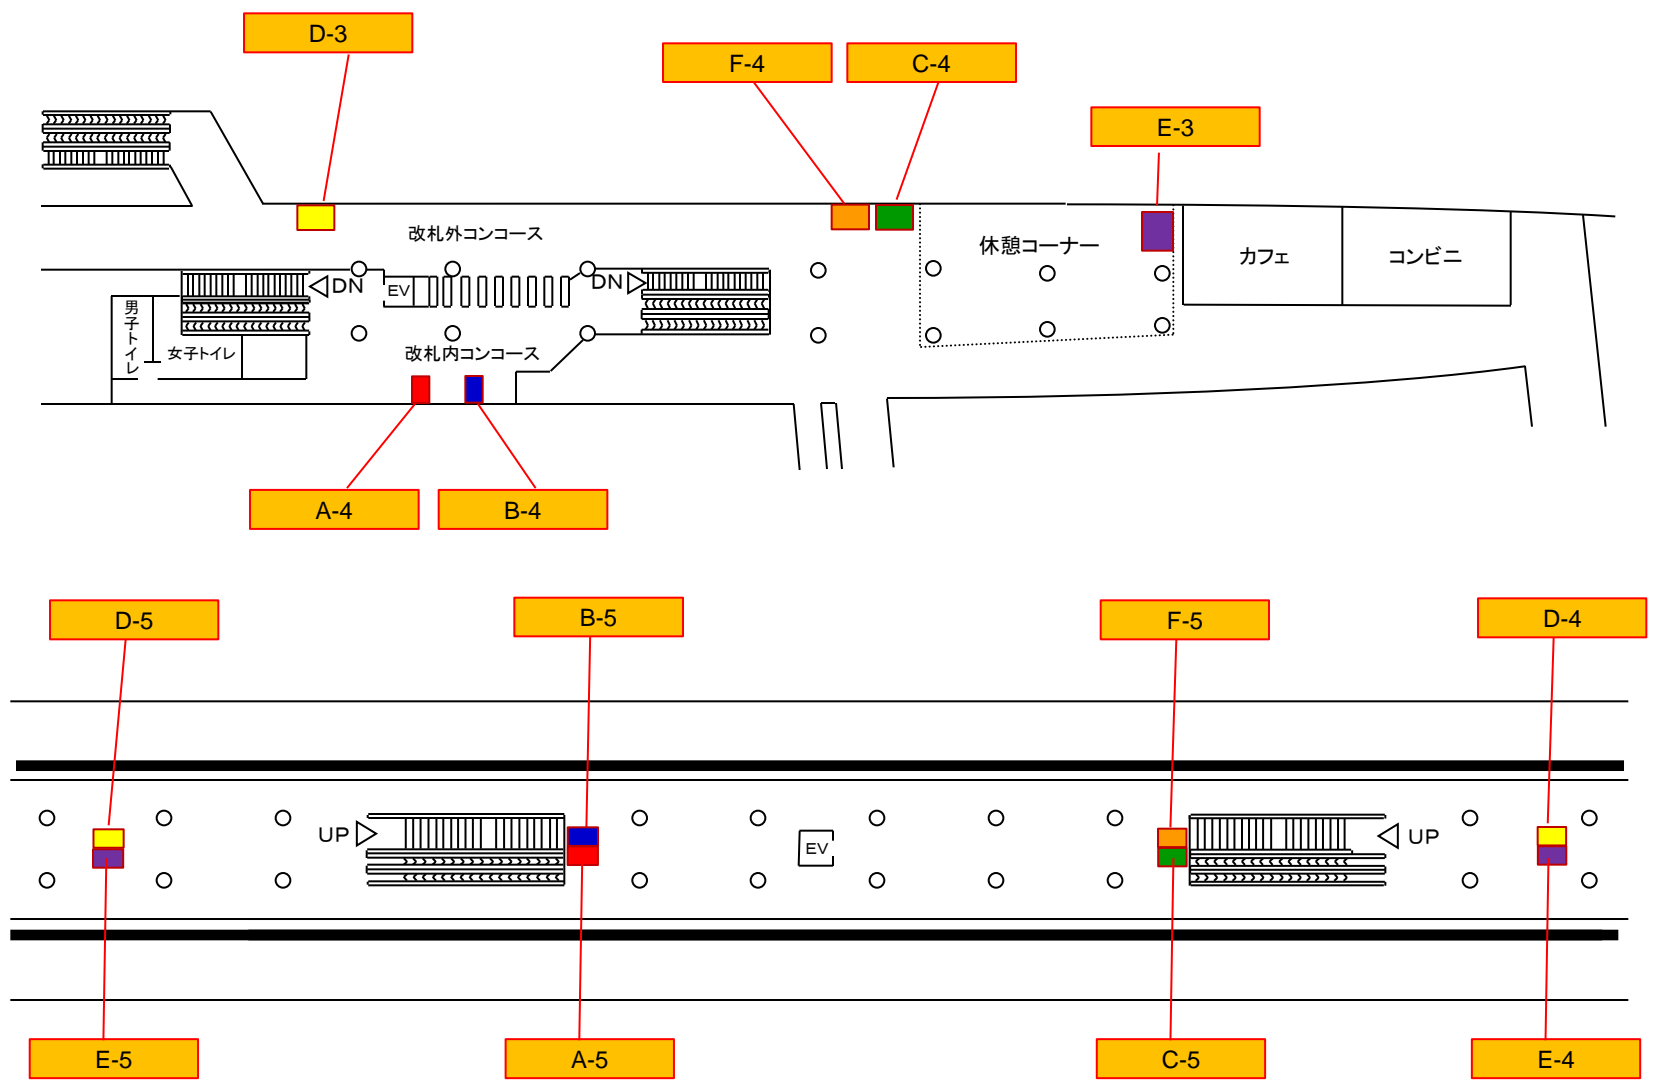 D-3
F-4
C-4
E-3
改札外コンコース
休憩コーナー
カフェ
コンビニ
DN
EV
DN
男子トイレ
女子トイレ
改札内コンコース
A-4
B-4
D-5
B-5
F-5
D-4
UP
EV
UP
E-5
A-5
C-5
E-4